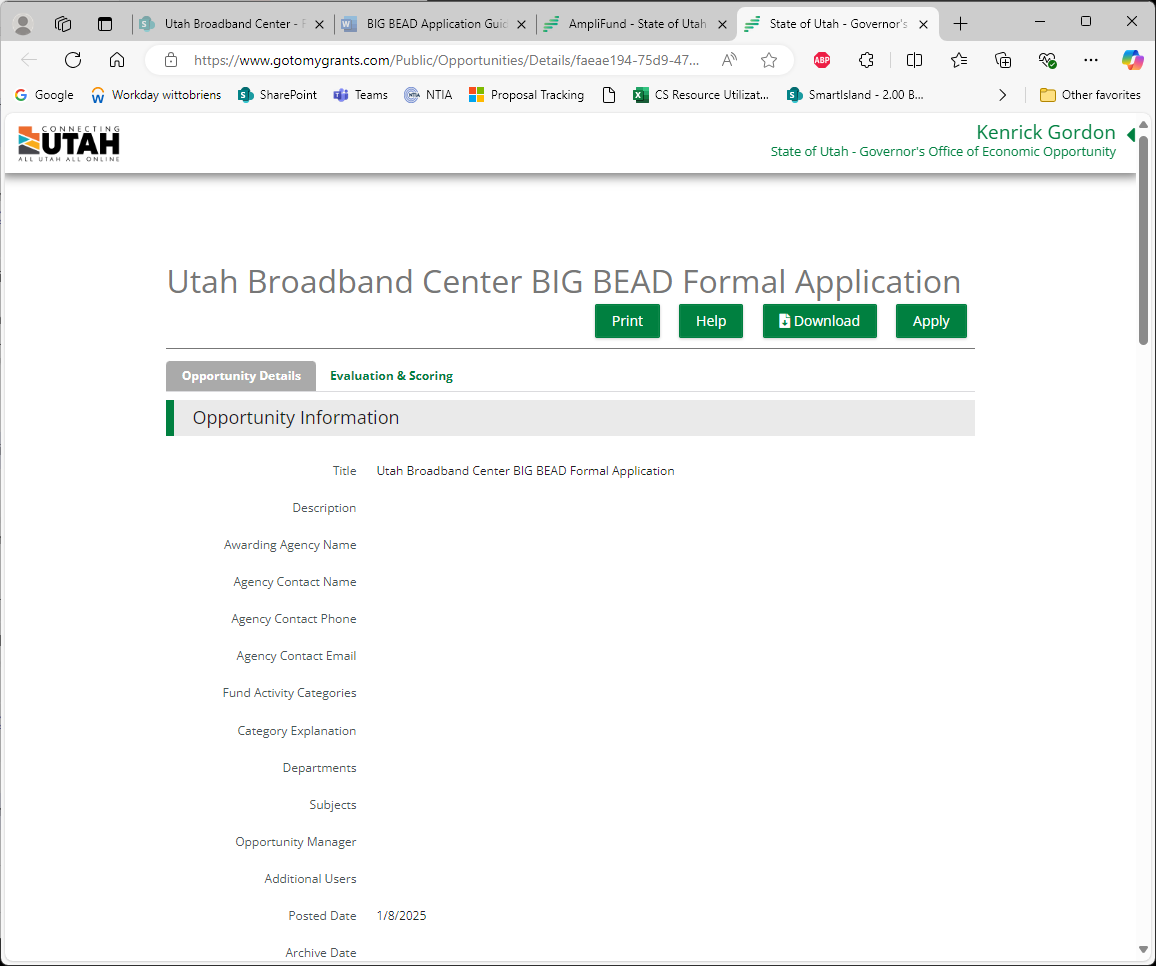 Utah Broadband Center - F
BIG BEAD Application Guid
AmpliFund - State of Utah
State of Utah - Governor's
https://www.gotomygrants.com/Public/Opportunities/Details/faeae194-75d9-47...
ABP
Google
Workday wittobriens
SharePoint
Teams
NTIA
Proposal Tracking
CS Resource Utilizat...
SmartIsland - 2.00 B...
Other favorites
CONNECTING
UTAH
ALL UTAH ALL ONLINE
Kenrick Gordon
State of Utah - Governor's Office of Economic Opportunity
Utah Broadband Center BIG BEAD Formal Application
Print
Help
Download
Apply
Opportunity Details
Evaluation & Scoring
Opportunity Information
Title Utah Broadband Center BIG BEAD Formal Application
Description
Awarding Agency Name
Agency Contact Name
Agency Contact Phone
Agency Contact Email
Fund Activity Categories
Category Explanation
Departments
Subjects
Opportunity Manager
Additional Users
Posted Date 1/8/2025
Archive Date